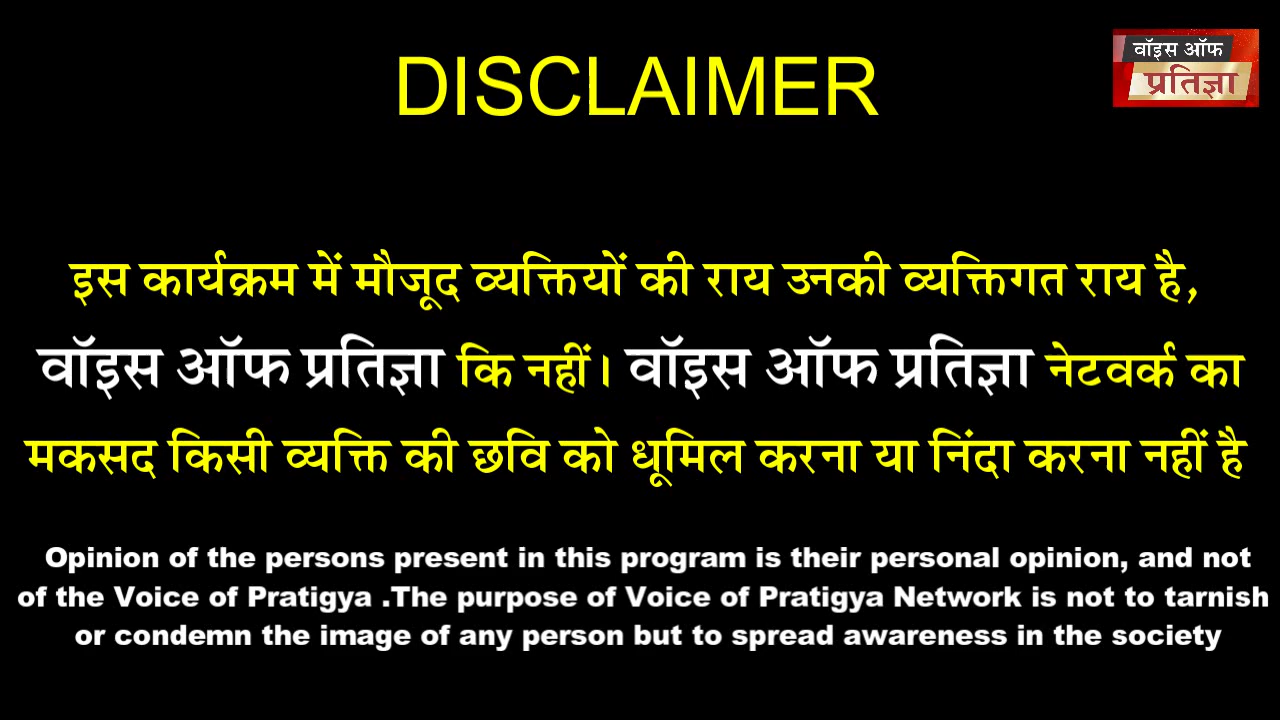 DISCLAIMER
वॉइस ऑफ
प्रतिज्ञा
इस कार्यक्रम में मौजूद व्यक्तियों की राय उनकी व्यक्तिगत राय है,
वॉइस ऑफ प्रतिज्ञा कि नहीं। वॉइस ऑफ प्रतिज्ञा नेटवर्क का
मकसद किसी व्यक्ति की छवि को धूमिल करना या निंदा करना नहीं है
Opinion of the persons present in this program is their personal opinion, and not
of the Voice of Pratigya .The purpose of Voice of Pratigya Network is not to tarnish
or condemn the image of any person but to spread awareness in the society